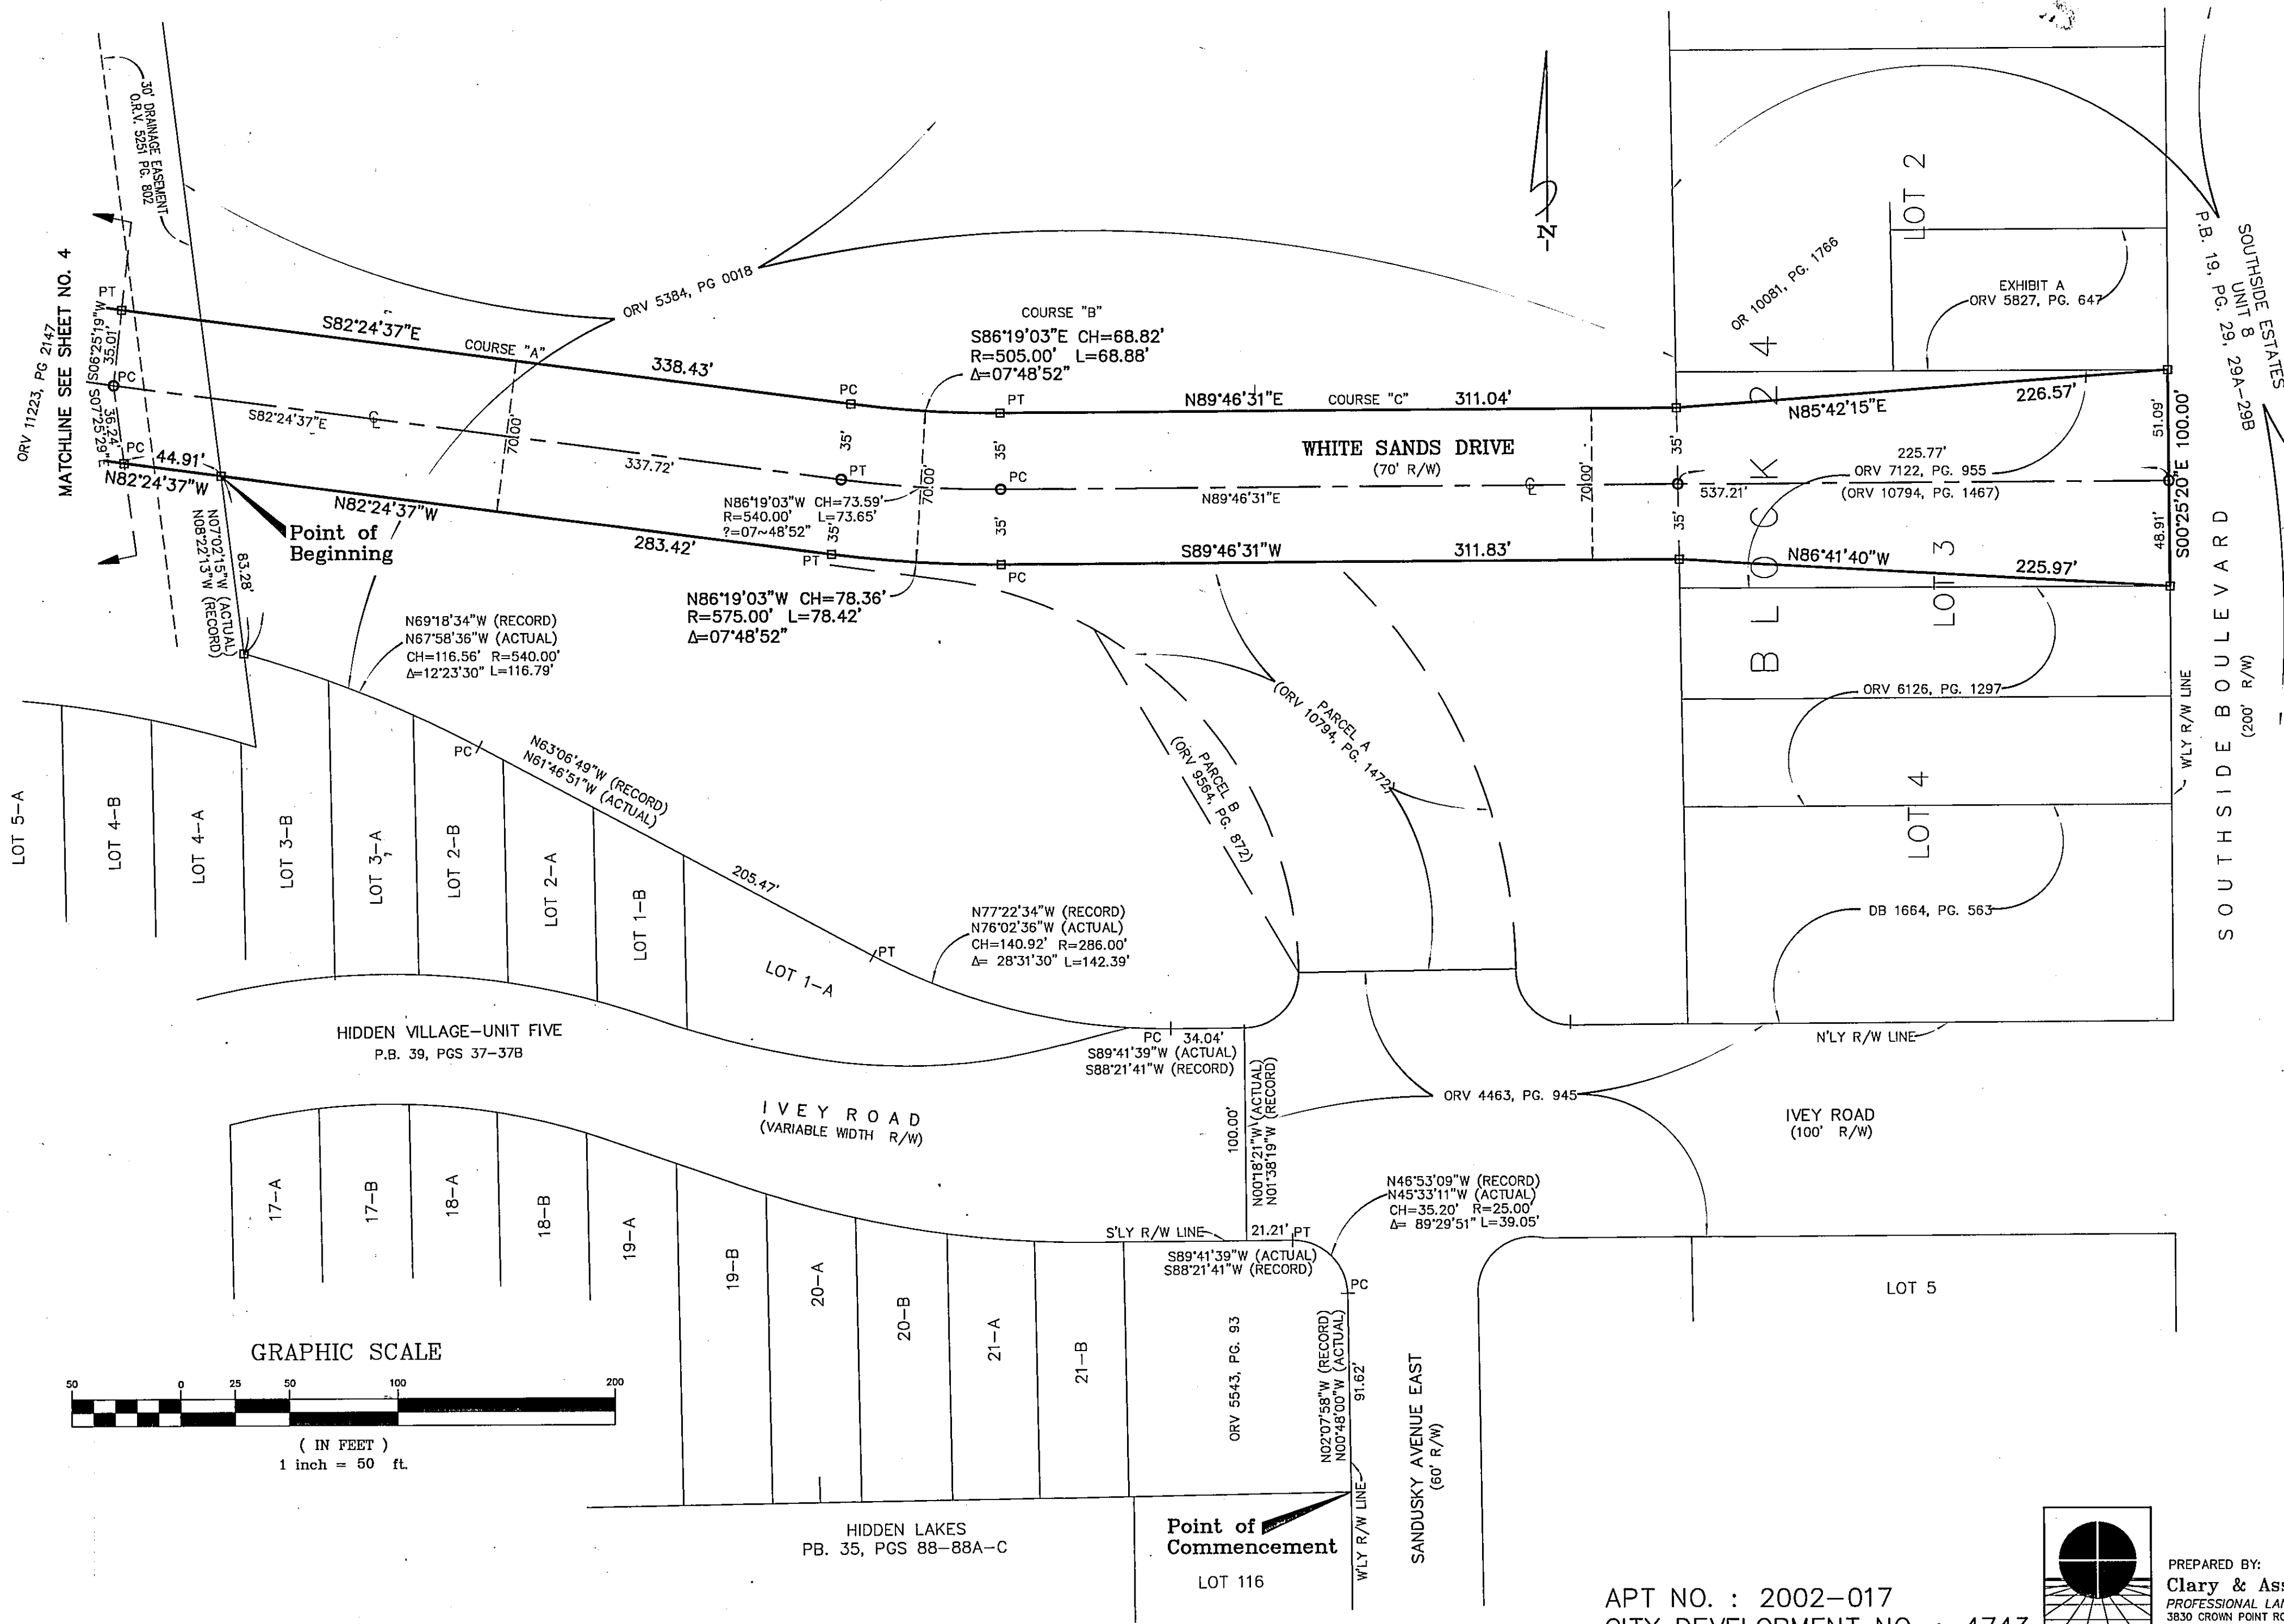 30' DRAINAGE EASEMENT
O.R.V. 5251 PG. 802
ORV 11223, PG 2147
MATCHLINE SEE SHEET NO. 4
PT
S06°25'19"W
35.01'
PC
S07°25'29"E
36.24'
PC
44.91'
N82°24'37"W
S82°24'37"E
COURSE "A"
338.43'
S82°24'37"E
℄
70.00'
337.72'
N82°24'37"W
283.42'
Point of
Beginning
N07°02'15"W (ACTUAL)
N08°22'13"W (RECORD)
83.28'
ORV 5384, PG 0018
COURSE "B"
S86°19'03"E CH=68.82'
R=505.00' L=68.88'
Δ=07°48'52"
PC
PT
35'
35'
PT
70.00'
PC
N86°19'03"W CH=73.59'
R=540.00' L=73.65'
?=07~48'52"
35'
35'
PT
PC
N86°19'03"W CH=78.36'
R=575.00' L=78.42'
Δ=07°48'52"
N89°46'31"E
COURSE "C"
311.04'
WHITE SANDS DRIVE
(70' R/W)
N89°46'31"E
℄
70.00'
35'
35'
S89°46'31"W
311.83'
N
OR 10081, PG. 1766
LOT 2
EXHIBIT A
ORV 5827, PG. 647
BLOCK 24
N85°42'15"E
226.57'
225.77'
ORV 7122, PG. 955
537.21'
(ORV 10794, PG. 1467)
N86°41'40"W
225.97'
LOT 3
51.09'
48.91'
S00°25'20"E 100.00'
SOUTHSIDE ESTATES
UNIT 8
P.B. 19, PG. 29, 29A-29B
ORV 6126, PG. 1297
LOT 4
DB 1664, PG. 563
W'LY R/W LINE
SOUTHSIDE BOULEVARD
(200' R/W)
N69°18'34"W (RECORD)
N67°58'36"W (ACTUAL)
CH=116.56' R=540.00'
Δ=12°23'30" L=116.79'
PC
N63°06'49"W (RECORD)
N61°46'51"W (ACTUAL)
205.47'
PT
N77°22'34"W (RECORD)
N76°02'36"W (ACTUAL)
CH=140.92' R=286.00'
Δ= 28°31'30" L=142.39'
PARCEL A
(ORV 10794, PG. 1472)
PARCEL B
(ORV 9564, PG. 872)
LOT 5-A
LOT 4-B
LOT 4-A
LOT 3-B
LOT 3-A
LOT 2-B
LOT 2-A
LOT 1-B
LOT 1-A
HIDDEN VILLAGE-UNIT FIVE
P.B. 39, PGS 37-37B
PC
34.04'
S89°41'39"W (ACTUAL)
S88°21'41"W (RECORD)
100.00'
N00°18'21"W (ACTUAL)
N01°38'19"W (RECORD)
N'LY R/W LINE
ORV 4463, PG. 945
IVEY ROAD
(100' R/W)
IVEY ROAD
(VARIABLE WIDTH R/W)
N46°53'09"W (RECORD)
N45°33'11"W (ACTUAL)
CH=35.20' R=25.00'
Δ= 89°29'51" L=39.05'
S'LY R/W LINE
21.21'
PT
S89°41'39"W (ACTUAL)
S88°21'41"W (RECORD)
PC
17-A
17-B
18-A
18-B
19-A
19-B
20-A
20-B
21-A
21-B
ORV 5543, PG. 93
N02°07'58"W (RECORD)
N00°48'00"W (ACTUAL)
91.62'
SANDUSKY AVENUE EAST
(60' R/W)
LOT 5
W'LY R/W LINE
GRAPHIC SCALE
50 0 25 50 100 200
( IN FEET )
1 inch = 50 ft.
HIDDEN LAKES
PB. 35, PGS 88-88A-C
Point of
Commencement
LOT 116
APT NO. : 2002-017
CITY DEVELOPMENT NO. : 4743
PREPARED BY:
Clary & Ass
PROFESSIONAL LA
3830 CROWN POINT RO